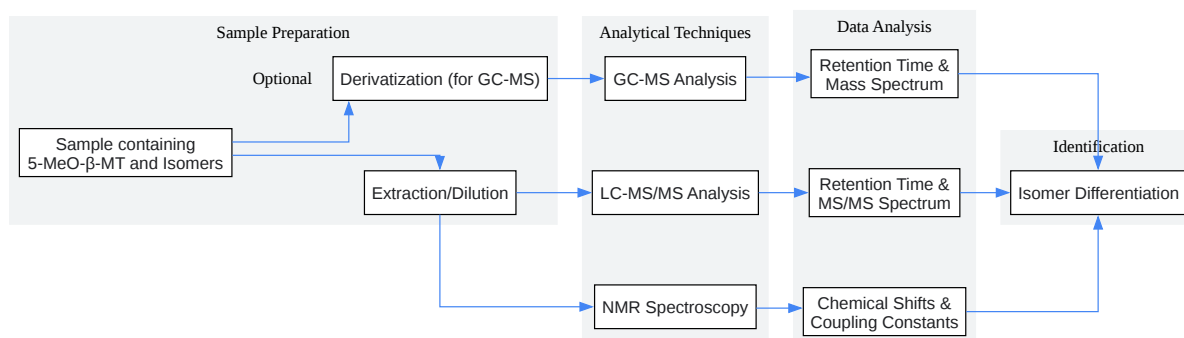 Sample Preparation
Optional
Derivatization (for GC-MS)
Sample containing
5-MeO-β-MT and Isomers
Extraction/Dilution
Analytical Techniques
GC-MS Analysis
LC-MS/MS Analysis
NMR Spectroscopy
Data Analysis
Retention Time &
Mass Spectrum
Retention Time &
MS/MS Spectrum
Chemical Shifts &
Coupling Constants
Identification
Isomer Differentiation